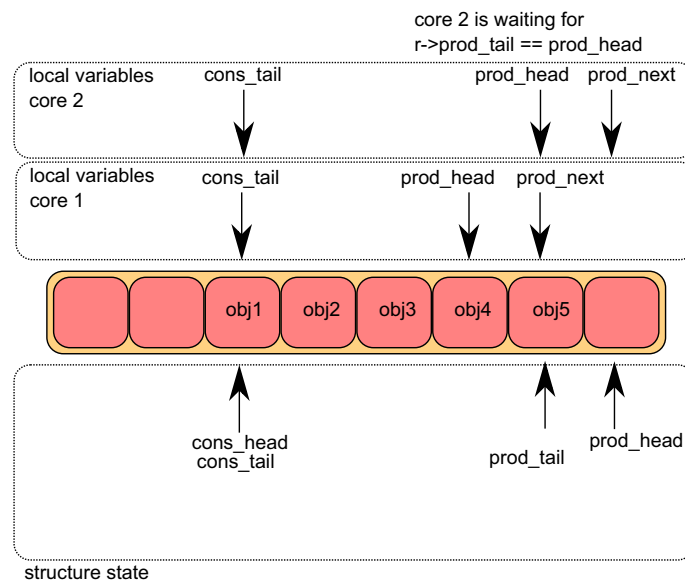 core 2 is waiting for
r->prod_tail == prod_head
local variables
core 2
cons_tail
prod_head
prod_next
local variables
core 1
cons_tail
prod_head
prod_next
obj1
obj2
obj3
obj4
obj5
cons_head
cons_tail
prod_tail
prod_head
structure state